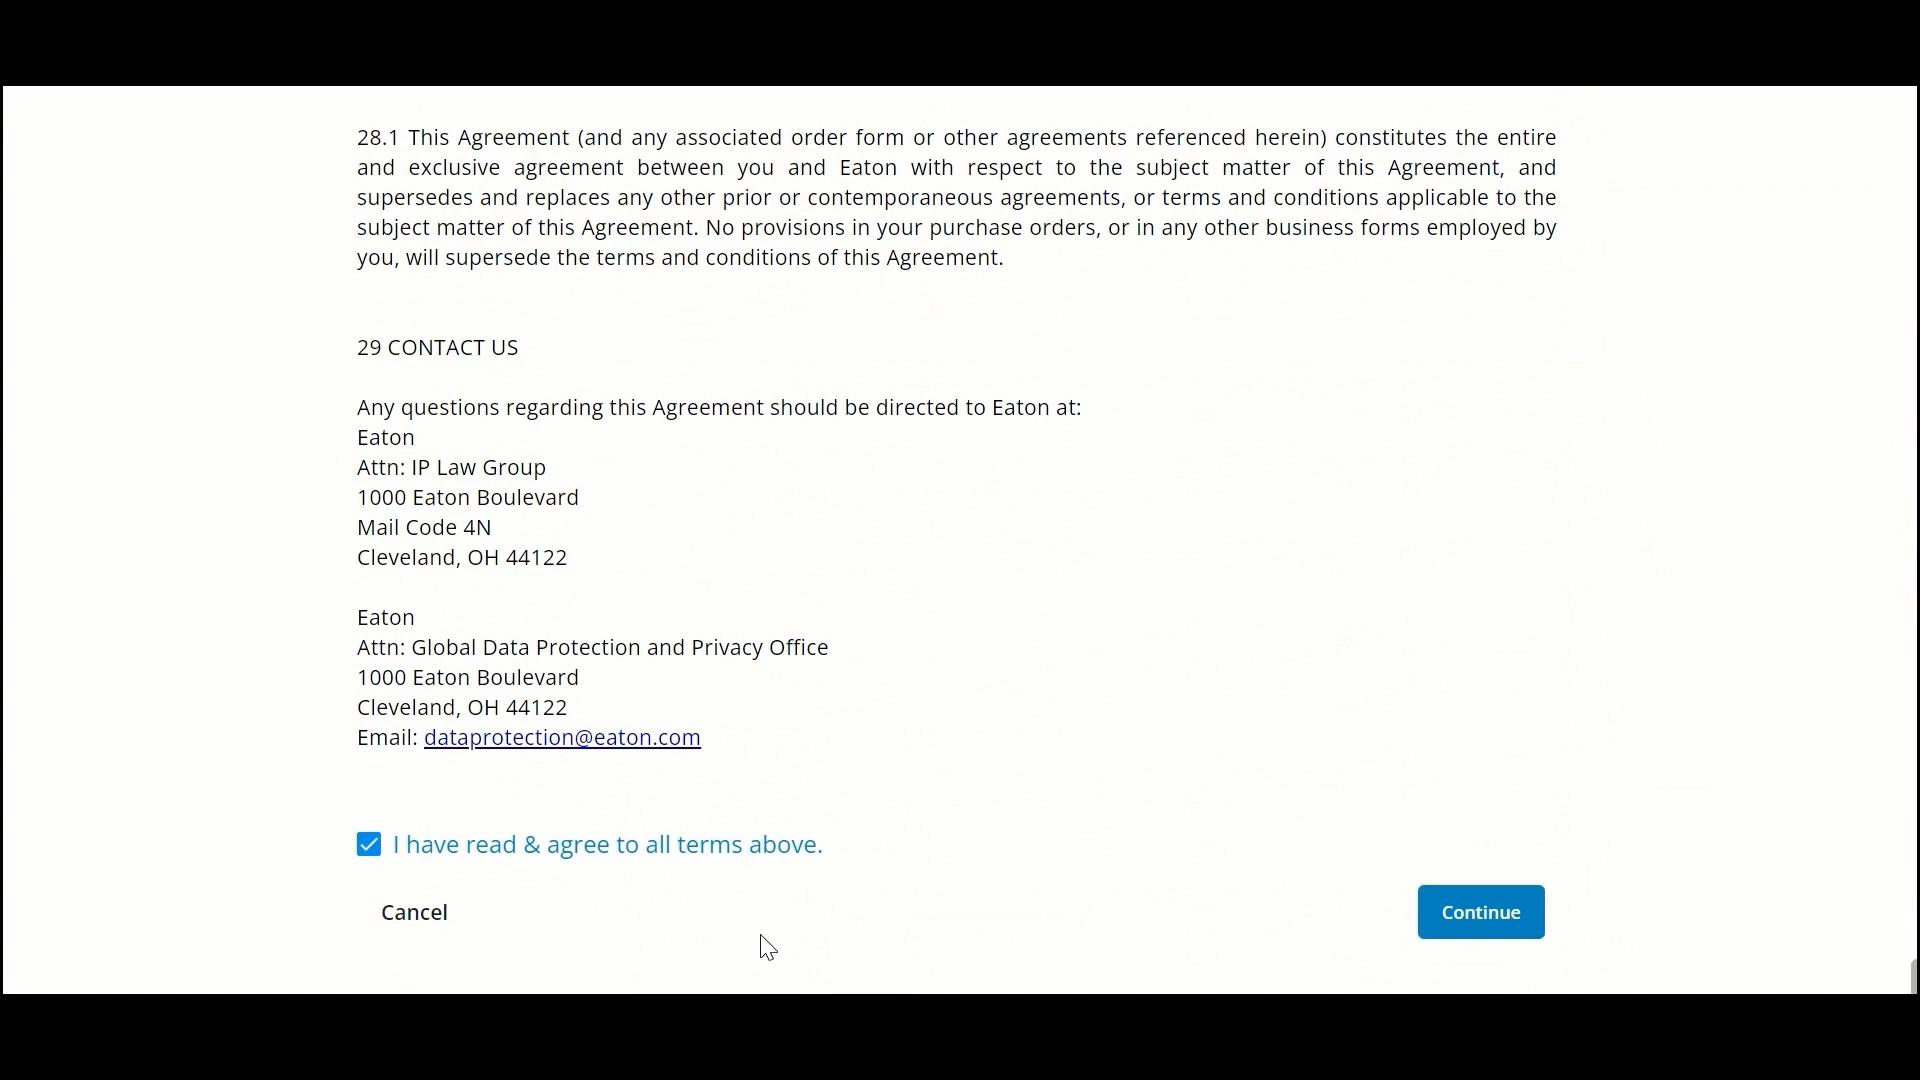 28.1 This Agreement (and any associated order form or other agreements referenced herein) constitutes the entire
and exclusive agreement between you and Eaton with respect to the subject matter of this Agreement, and
supersedes and replaces any other prior or contemporaneous agreements, or terms and conditions applicable to the
subject matter of this Agreement. No provisions in your purchase orders, or in any other business forms employed by
you, will supersede the terms and conditions of this Agreement.
29 CONTACT US
Any questions regarding this Agreement should be directed to Eaton at:
Eaton
Attn: IP Law Group
1000 Eaton Boulevard
Mail Code 4N
Cleveland, OH 44122
Eaton
Attn: Global Data Protection and Privacy Office
1000 Eaton Boulevard
Cleveland, OH 44122
Email: dataprotection@eaton.com
I have read & agree to all terms above.
Cancel
Continue